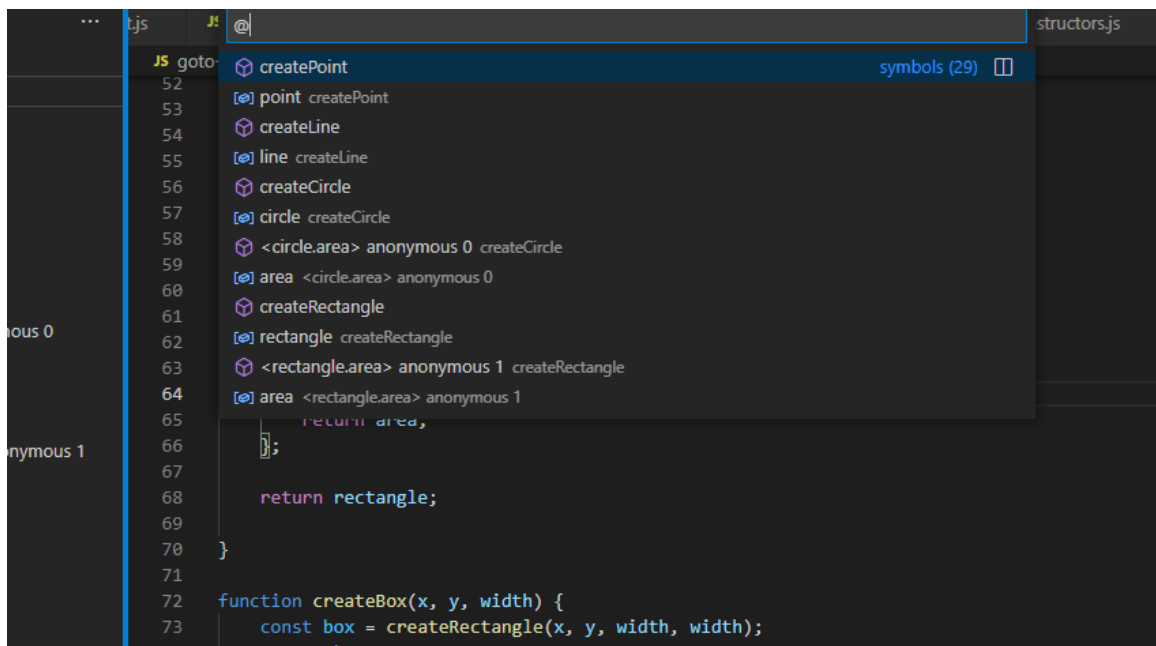 ...
t.js
JS
@
structors.js
JS goto-
createPoint symbols (29)
point createPoint
createLine
line createLine
createCircle
circle createCircle
<circle.area> anonymous 0 createCircle
area <circle.area> anonymous 0
createRectangle
rectangle createRectangle
<rectangle.area> anonymous 1 createRectangle
area <rectangle.area> anonymous 1
nous 0
nymous 1
52
53
54
55
56
57
58
59
60
61
62
63
64
65 return area;
66 };
67
68 return rectangle;
69
70 }
71
72 function createBox(x, y, width) {
73 const box = createRectangle(x, y, width, width);